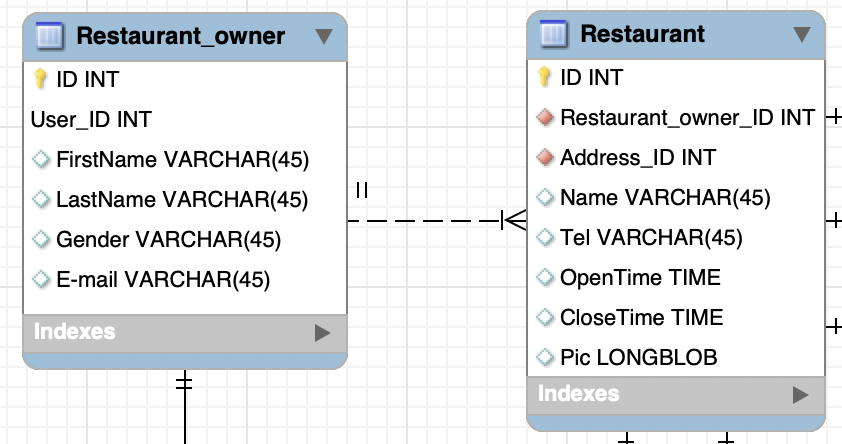 Restaurant_owner
ID INT
User_ID INT
FirstName VARCHAR(45)
LastName VARCHAR(45)
Gender VARCHAR(45)
E-mail VARCHAR(45)
Indexes
Restaurant
ID INT
Restaurant_owner_ID INT
Address_ID INT
Name VARCHAR(45)
Tel VARCHAR(45)
OpenTime TIME
CloseTime TIME
Pic LONGBLOB
Indexes